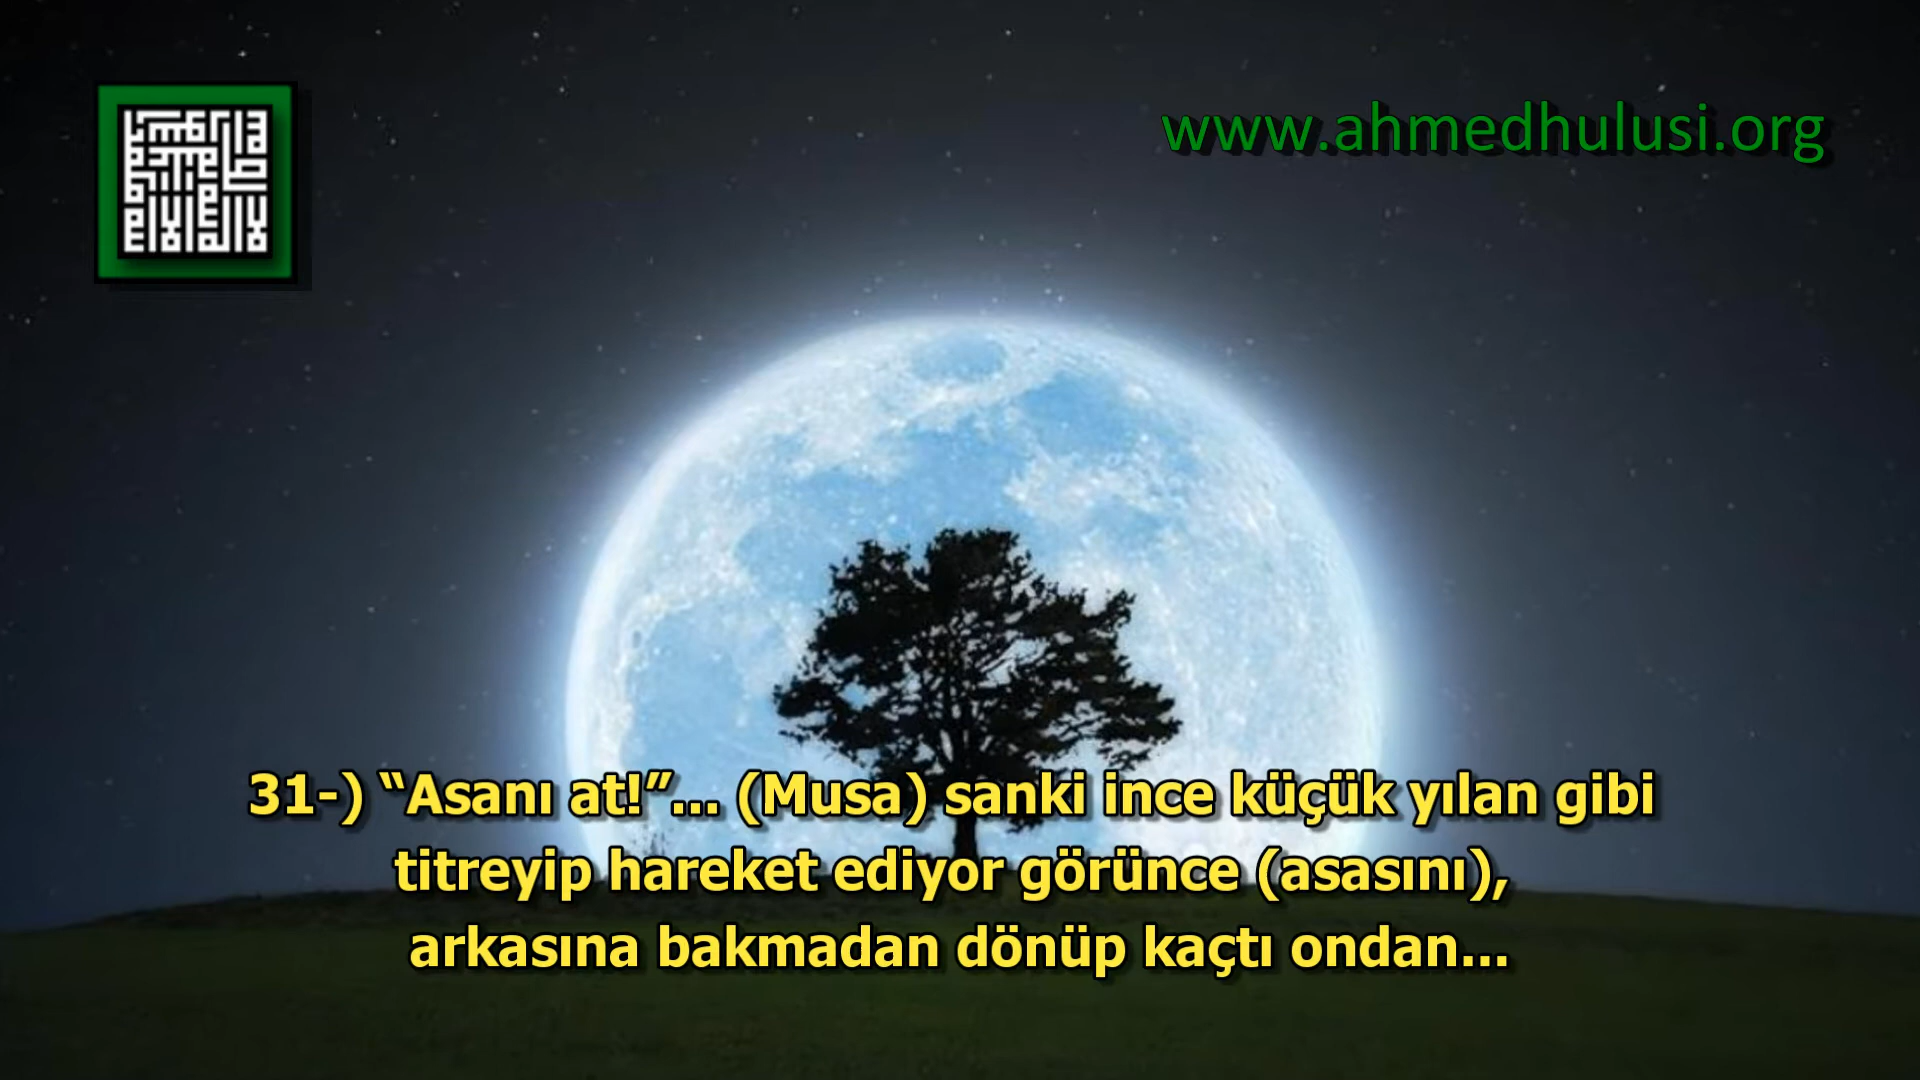 www.ahmedhulusi.org
31-) “Asanı at!”... (Musa) sanki ince küçük yılan gibi
titreyip hareket ediyor görünce (asasını),
arkasına bakmadan dönüp kaçtı ondan...